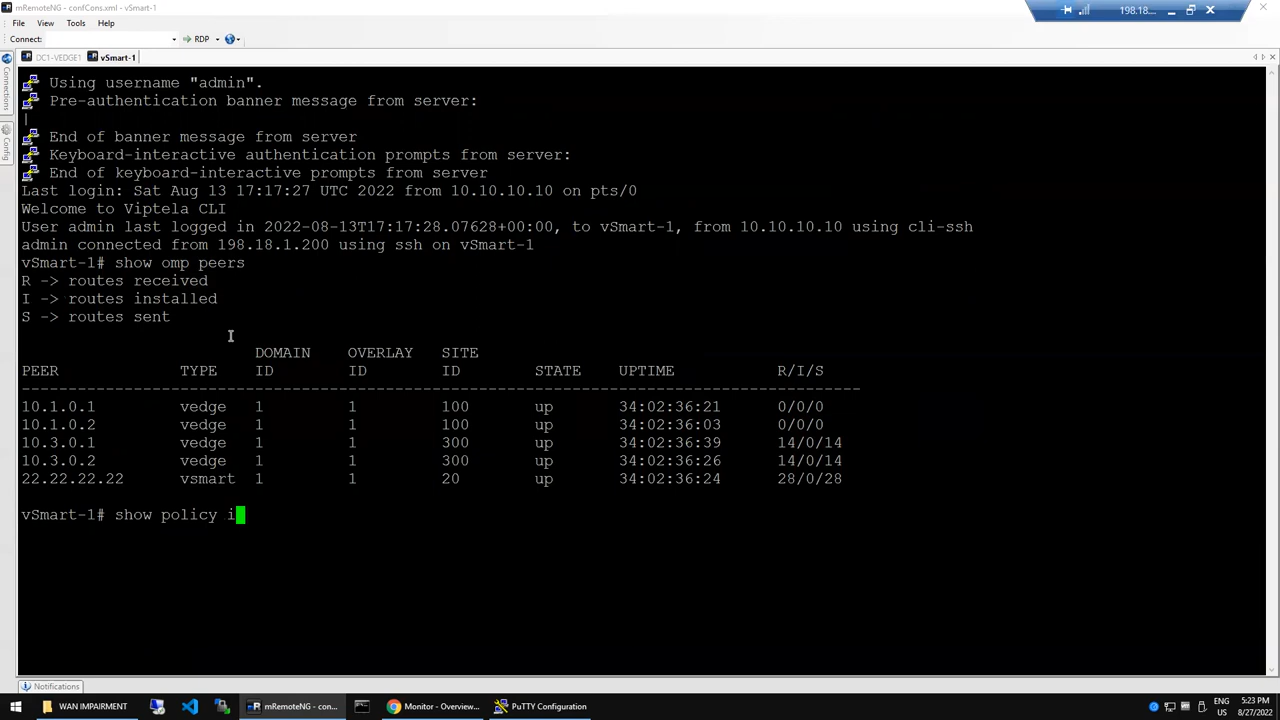 mRemoteNG - confCons.xml - vSmart-1
198.18...
File View Tools Help
Connect: RDP
DC1-VEDGE1 vSmart-1
Connections
Config
Using username "admin".
Pre-authentication banner message from server:
|
End of banner message from server
Keyboard-interactive authentication prompts from server:
End of keyboard-interactive prompts from server
Last login: Sat Aug 13 17:17:27 UTC 2022 from 10.10.10.10 on pts/0
Welcome to Viptela CLI
User admin last logged in 2022-08-13T17:17:28.07628+00:00, to vSmart-1, from 10.10.10.10 using cli-ssh
admin connected from 198.18.1.200 using ssh on vSmart-1
vSmart-1# show omp peers
R -> routes received
I -> routes installed
S -> routes sent
DOMAIN OVERLAY SITE
PEER TYPE ID ID ID STATE UPTIME R/I/S
------------------------------------------------------------------------------------------
10.1.0.1 vedge 1 1 100 up 34:02:36:21 0/0/0
10.1.0.2 vedge 1 1 100 up 34:02:36:03 0/0/0
10.3.0.1 vedge 1 1 300 up 34:02:36:39 14/0/14
10.3.0.2 vedge 1 1 300 up 34:02:36:26 14/0/14
22.22.22.22 vsmart 1 1 20 up 34:02:36:24 28/0/28
vSmart-1# show policy i
Notifications
WAN IMPAIRMENT mRemoteNG - con... Monitor - Overview... PuTTY Configuration
ENG 5:23 PM
US 8/27/2022